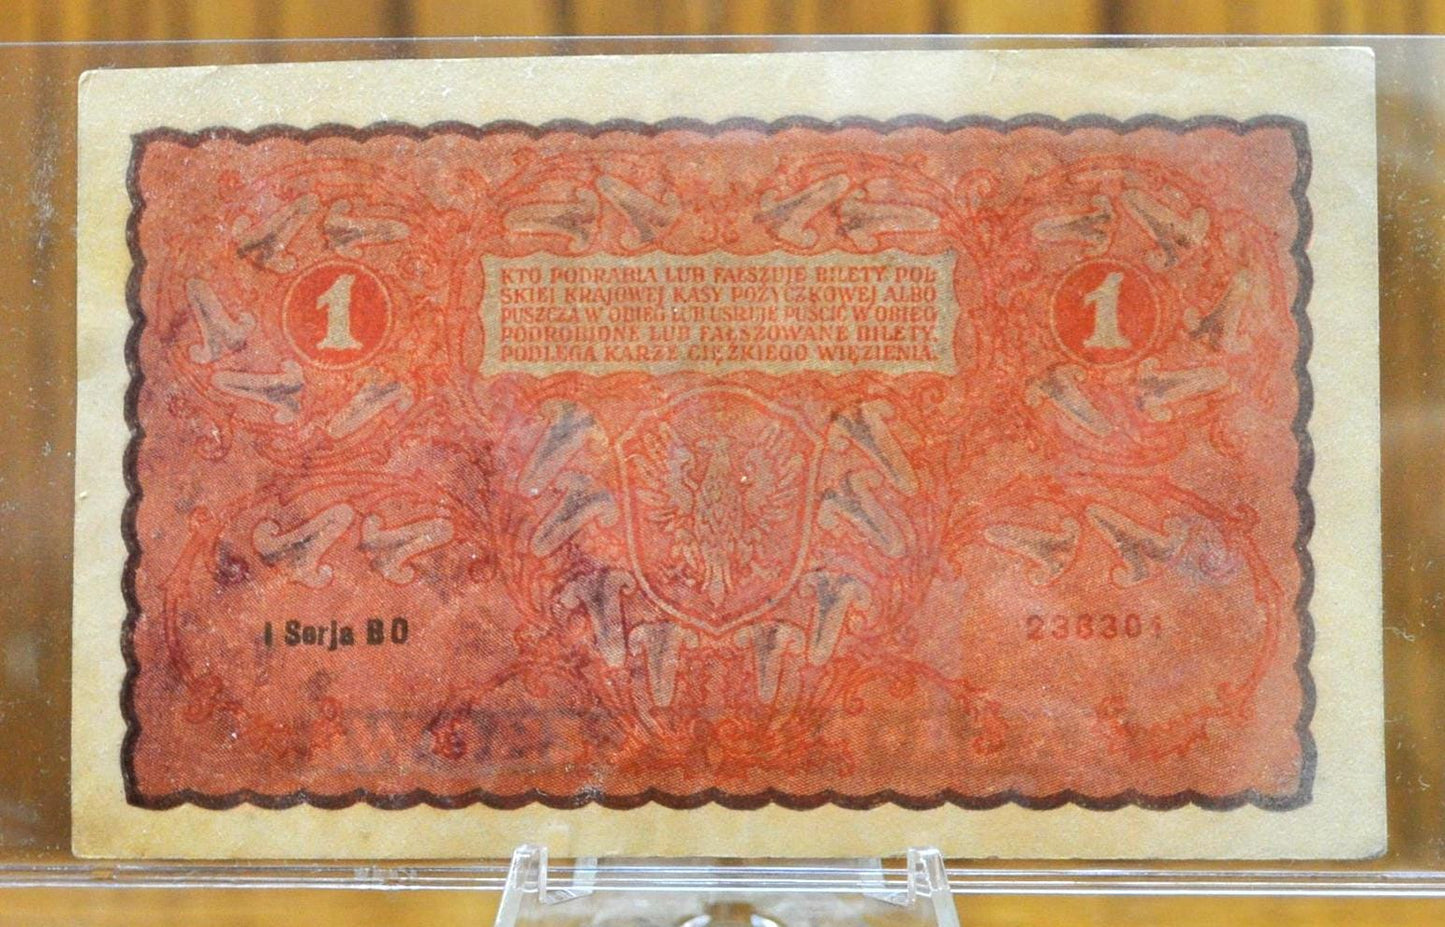 1
KTO PODRABIA LUB FAŁSZUJE BILETY POL-
SKIEJ KRAJOWEJ KASY POŻYCZKOWEJ ALBO
PUSZCZA W OBIEG LUB USIŁUJE PUŚCIĆ W OBIEG
PODROBIONE LUB FAŁSZOWANE BILETY,
PODLEGA KARZE CIĘŻKIEGO WIĘZIENIA.
1
I Serja BO
236301